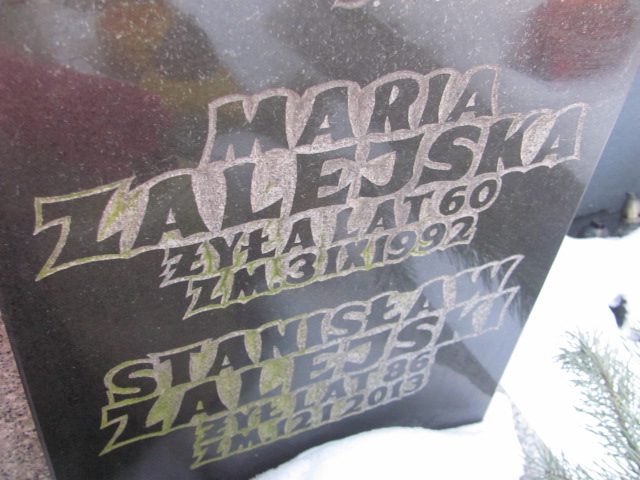 MARIA
ZALEJSKA
ŻYŁA LAT 60
ZM. 3 IX 1992
STANISŁAW
ZALEJSKI
ŻYŁ LAT 86
ZM. 12 I 2013